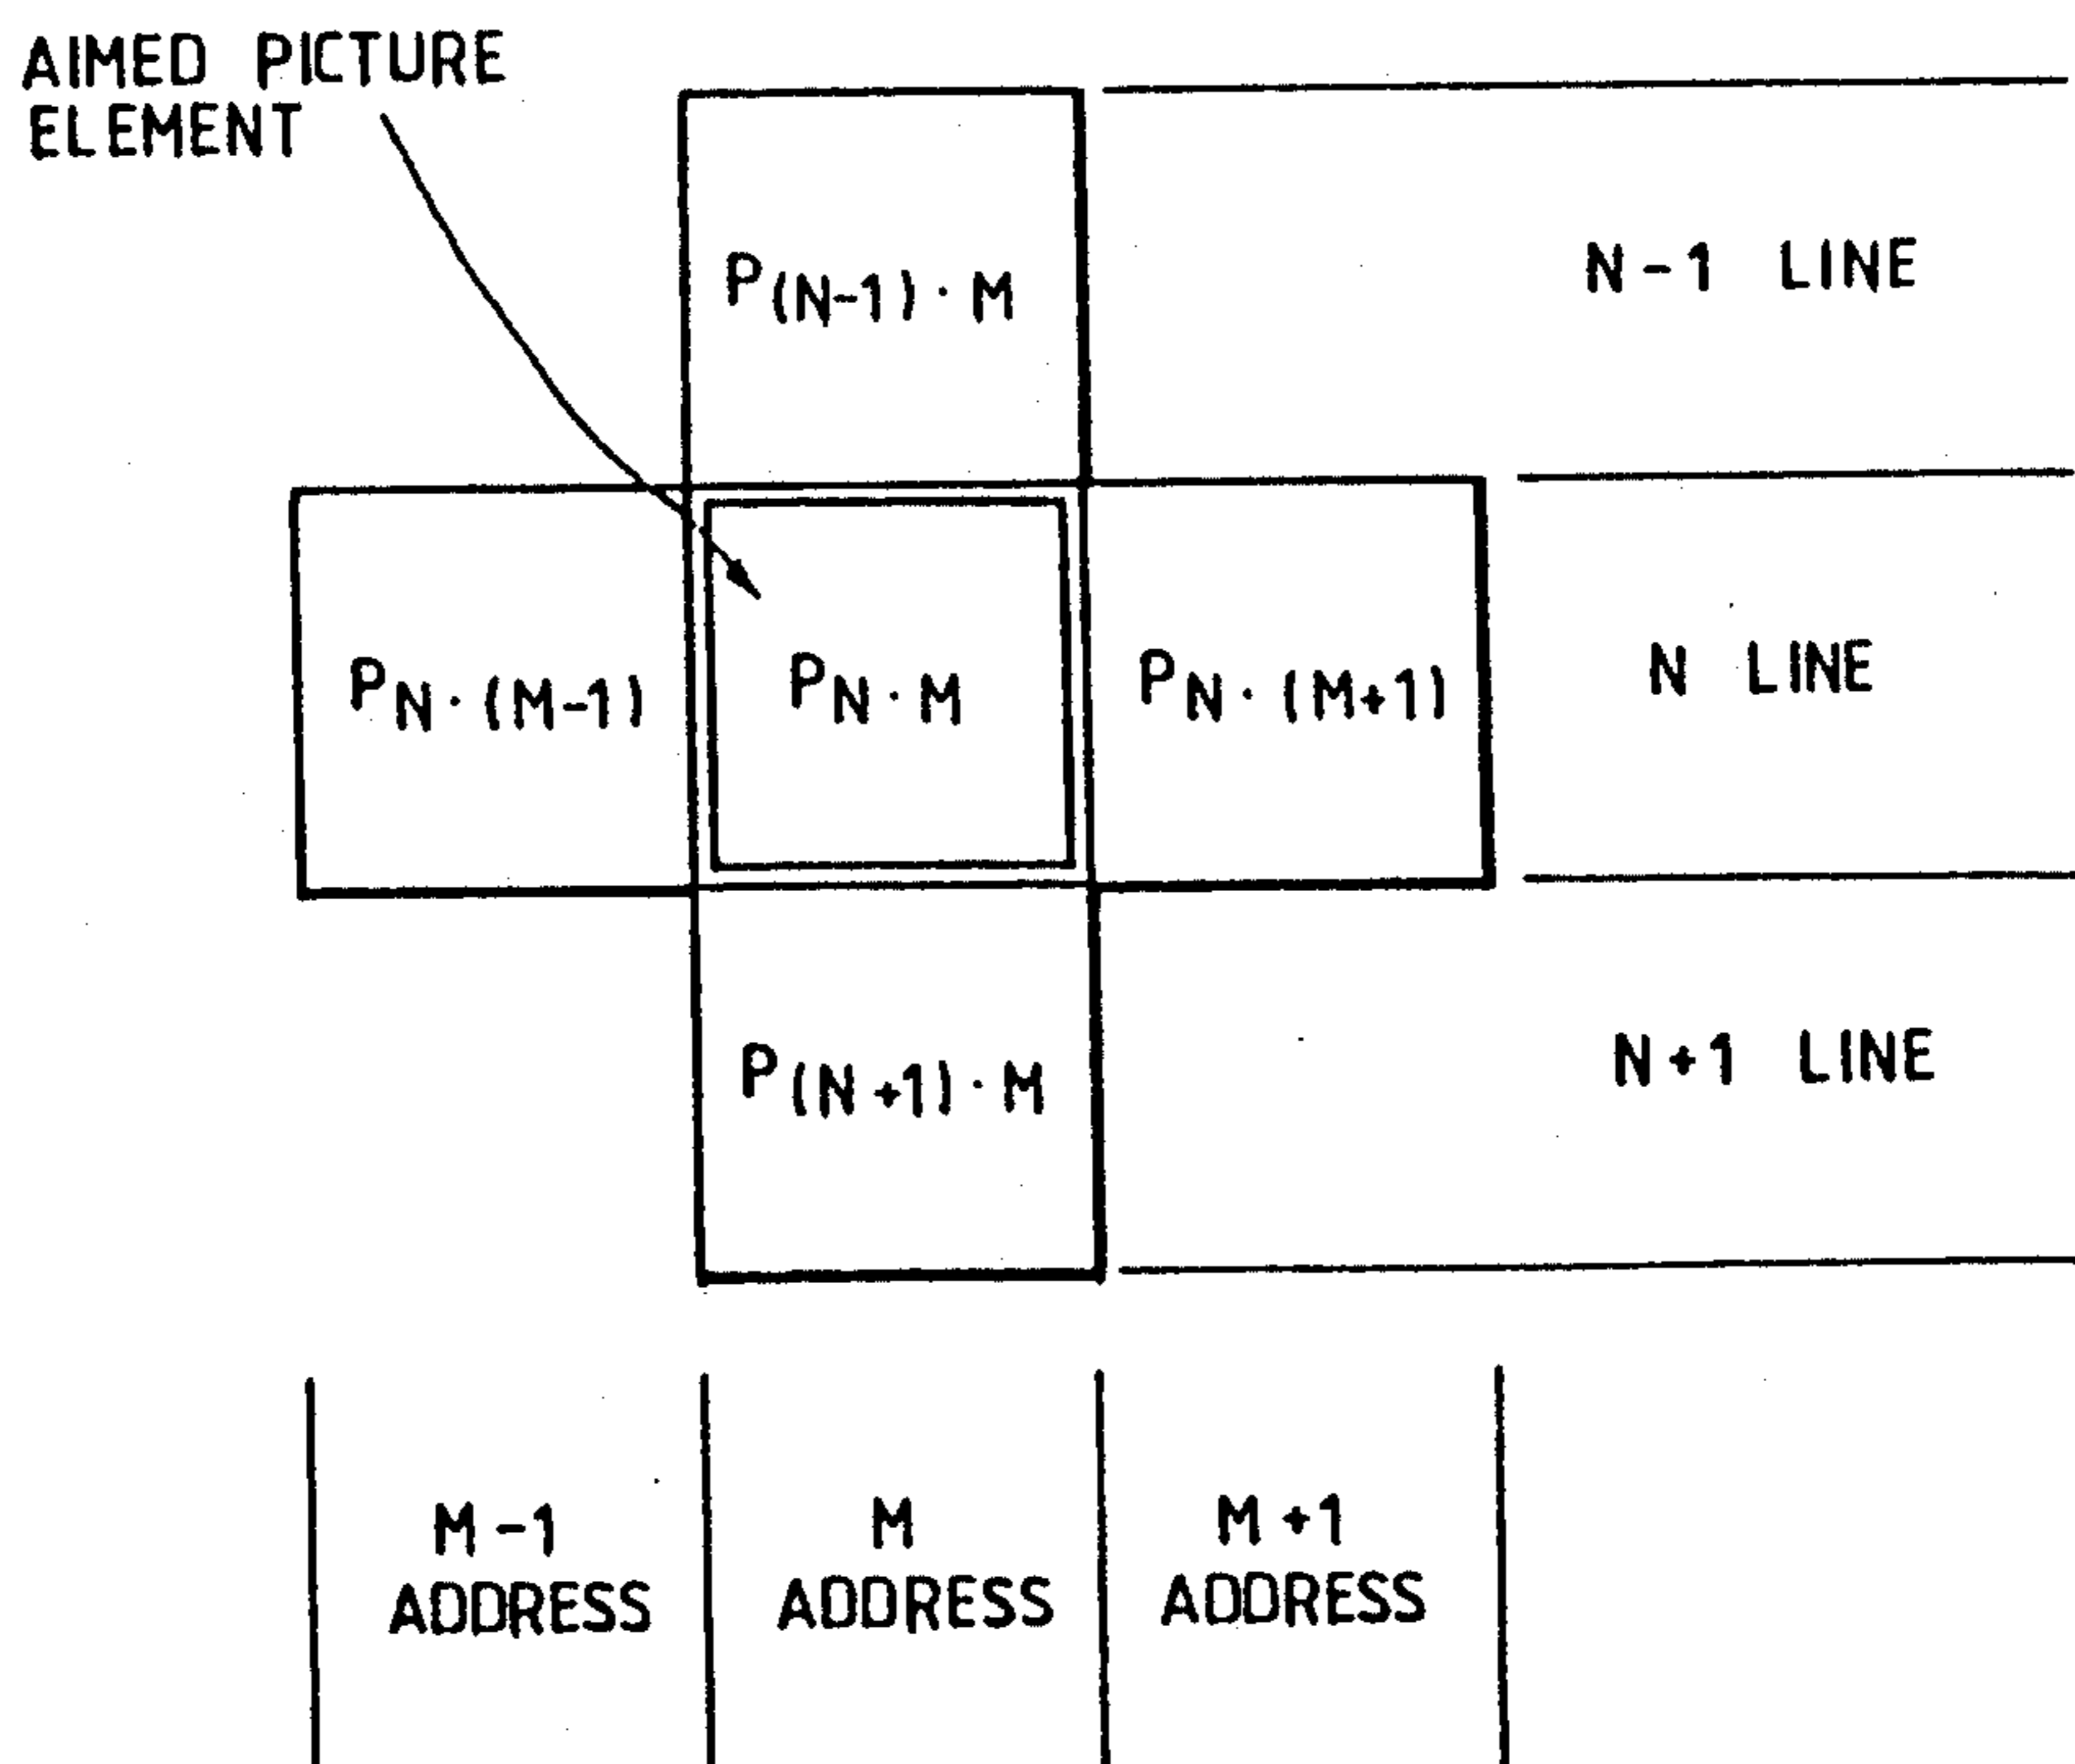 AIMED PICTURE
ELEMENT
P(N-1)·M
N-1 LINE
PN·(M-1)
PN·M
PN·(M+1)
N LINE
P(N+1)·M
N+1 LINE
M-1
ADDRESS
M
ADDRESS
M+1
ADDRESS